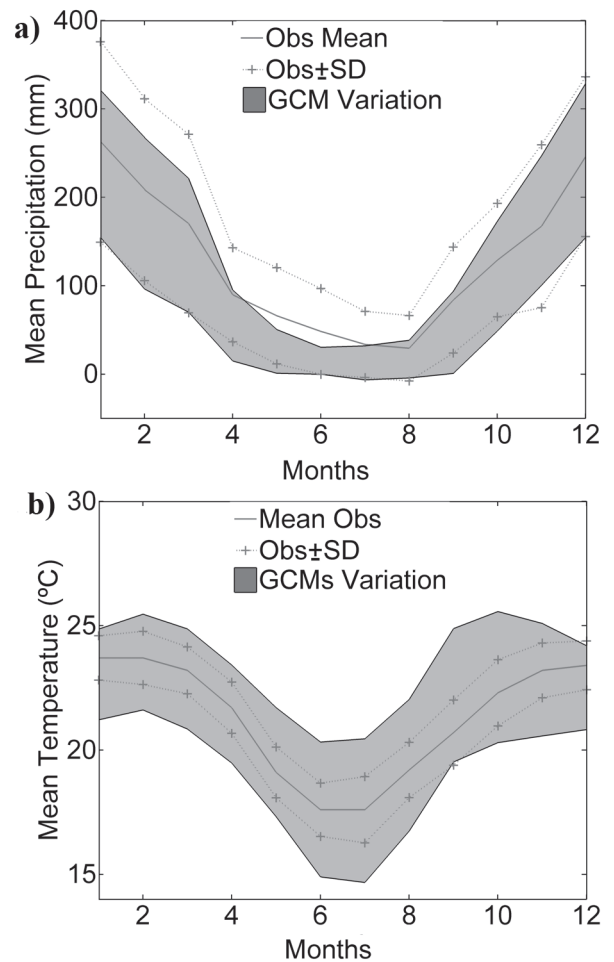 a)
400
300
200
100
0
Mean Precipitation (mm)
Obs Mean
Obs±SD
GCM Variation
2 4 6 8 10 12
Months
b)
30
25
20
15
Mean Temperature (ºC)
Mean Obs
Obs±SD
GCMs Variation
2 4 6 8 10 12
Months